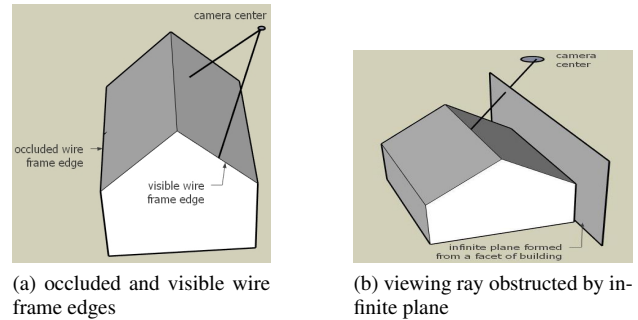 camera center
occluded wire
frame edge
visible wire
frame edge
(a) occluded and visible wire
frame edges
camera
center
infinite plane formed
from a facet of building
(b) viewing ray obstructed by in-
finite plane